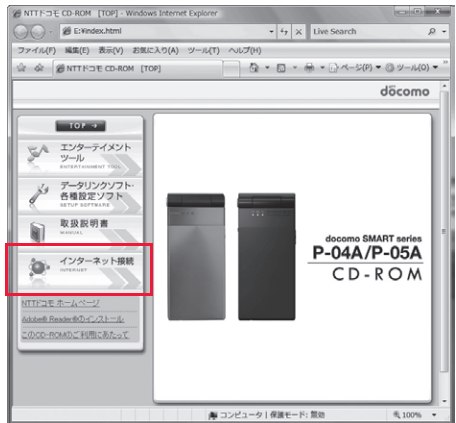 NTTドコモ CD-ROM [TOP] - Windows Internet Explorer
E:¥index.html
Live Search
ファイル(F) 編集(E) 表示(V) お気に入り(A) ツール(T) ヘルプ(H)
NTTドコモ CD-ROM [TOP]
ページ(P) ツール(O)
döcomo
TOP
エンターテイメント
ツール
ENTERTAINMENT TOOL
データリンクソフト・
各種設定ソフト
SETUP SOFTWARE
取扱説明書
MANUAL
インターネット接続
INTERNET
NTTドコモ ホームページ
Adobe® Reader®のインストール
このCD-ROMのご利用にあたって
docomo SMART series
P-04A/P-05A
CD-ROM
コンピュータ | 保護モード: 無効
100%